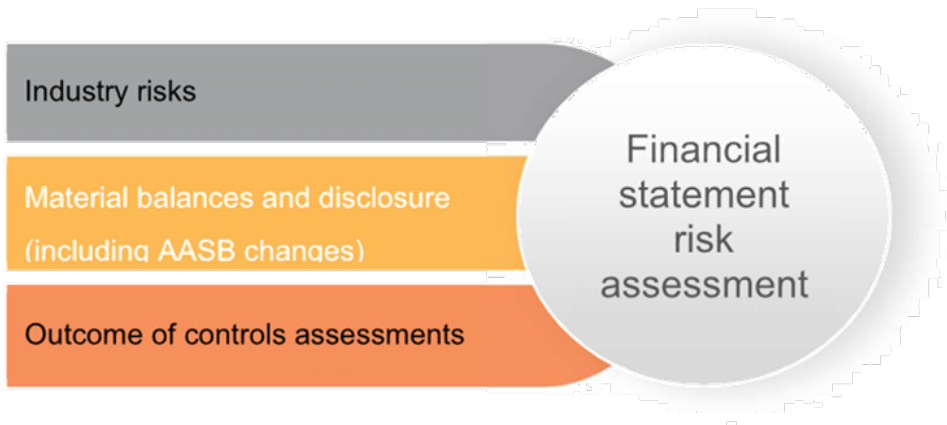 Industry risks
Material balances and disclosure
(including AASB changes)
Outcome of controls assessments
Financial
statement
risk
assessment